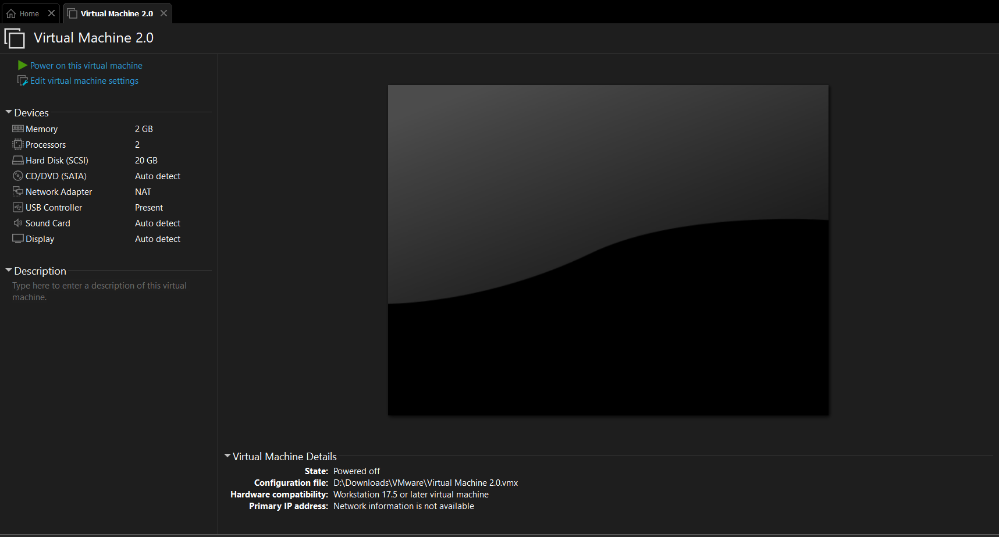 Home
Virtual Machine 2.0
Virtual Machine 2.0
Power on this virtual machine
Edit virtual machine settings
Devices
Memory 2 GB
Processors 2
Hard Disk (SCSI) 20 GB
CD/DVD (SATA) Auto detect
Network Adapter NAT
USB Controller Present
Sound Card Auto detect
Display Auto detect
Description
Type here to enter a description of this virtual
machine.
Virtual Machine Details
State: Powered off
Configuration file: D:\Downloads\VMware\Virtual Machine 2.0.vmx
Hardware compatibility: Workstation 17.5 or later virtual machine
Primary IP address: Network information is not available